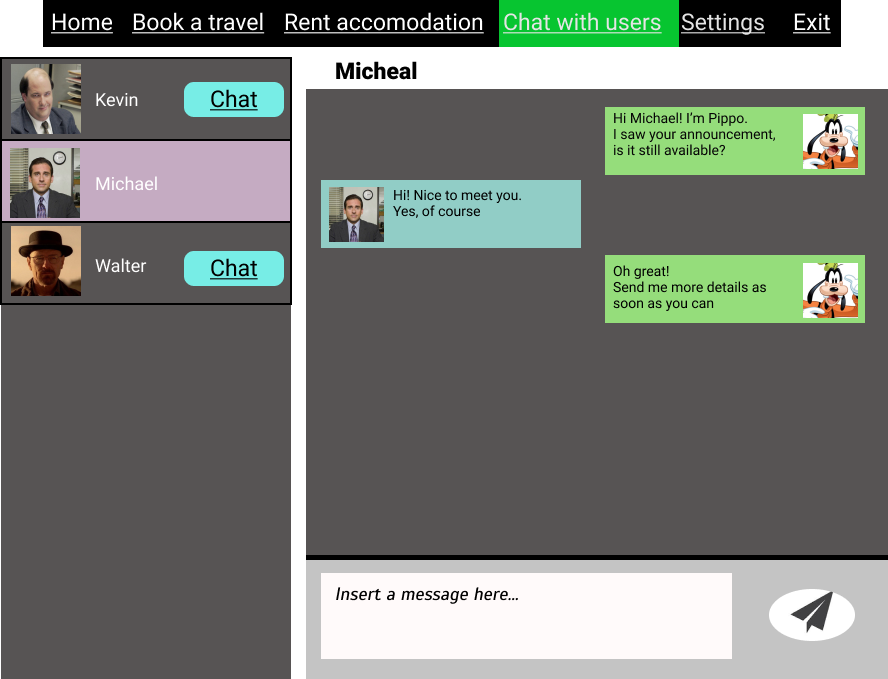 Home Book a travel Rent accomodation Chat with users Settings Exit
Kevin Chat
Michael
Walter Chat
Micheal
Hi Michael! I'm Pippo.
I saw your announcement,
is it still available?
Hi! Nice to meet you.
Yes, of course
Oh great!
Send me more details as
soon as you can
Insert a message here...